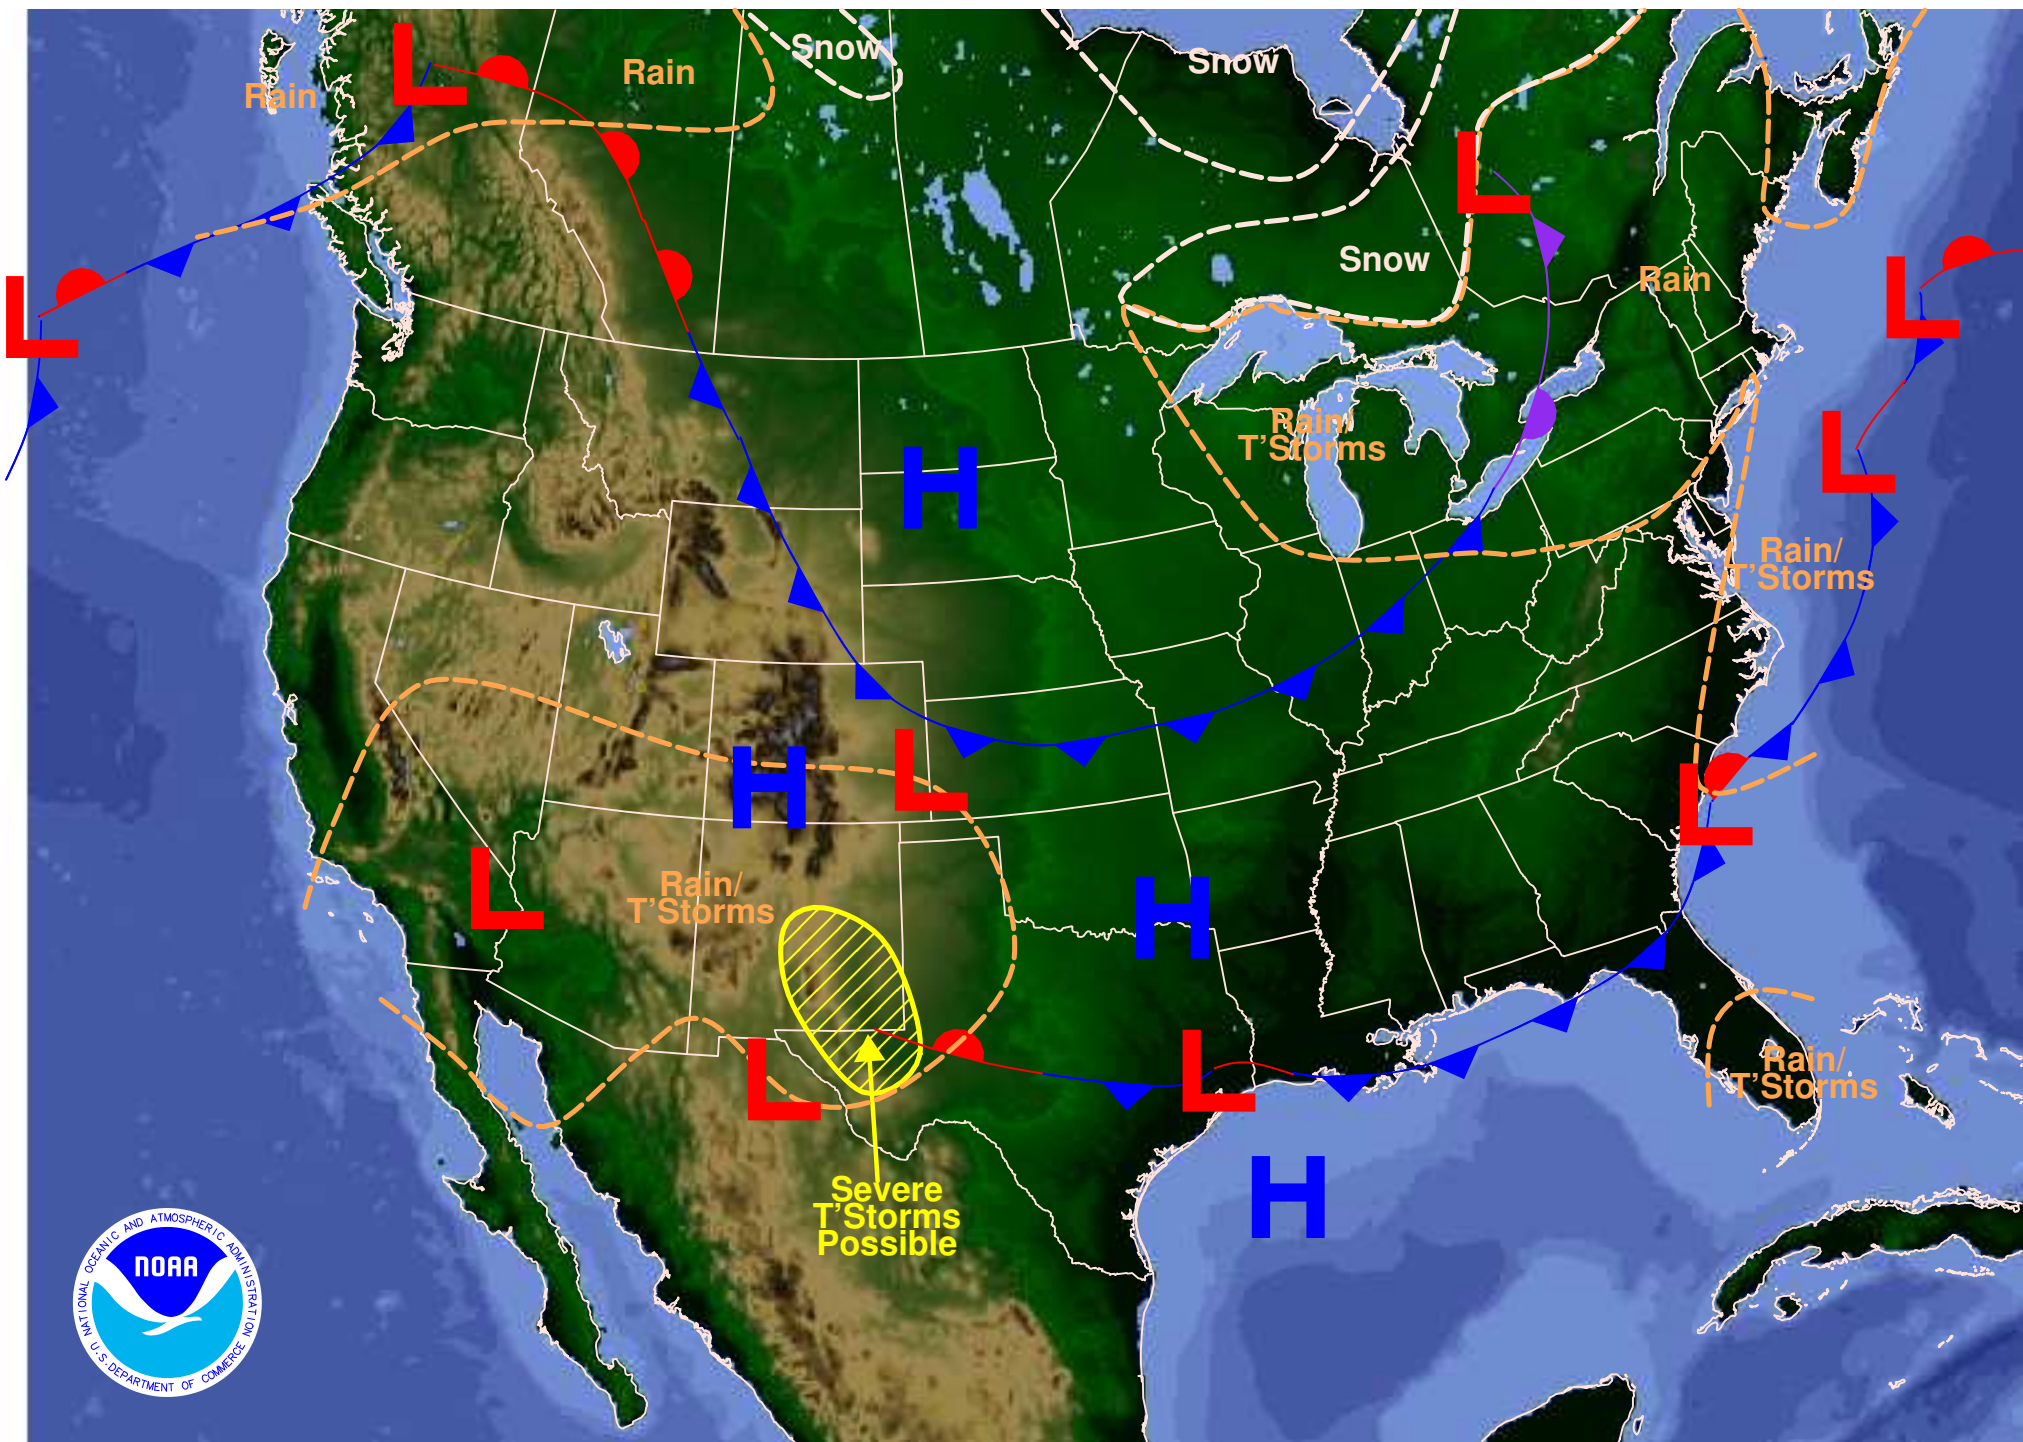 L
Snow
Snow
Rain
Rain
L
Snow
Rain
L
L
Rain/
T'Storms
L
H
Rain/
T'Storms
L
H
L
L
Rain/
T'Storms
H
L
L
L
Rain/
T'Storms
Severe
T'Storms
Possible
H
NATIONAL OCEANIC AND ATMOSPHERIC ADMINISTRATION
NOAA
U.S. DEPARTMENT OF COMMERCE